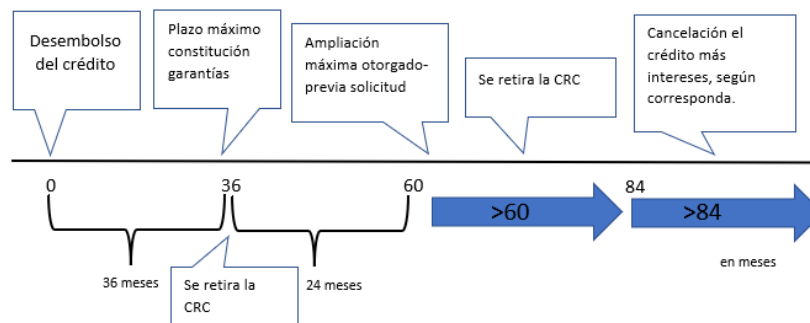 Desembolso
del crédito
Plazo máximo
constitución
garantías
Ampliación
máxima otorgado-
previa solicitud
Se retira la CRC
Cancelación el
crédito más
intereses, según
corresponda.
0
36
60
84
>60
>84
36 meses
Se retira la
CRC
24 meses
en meses